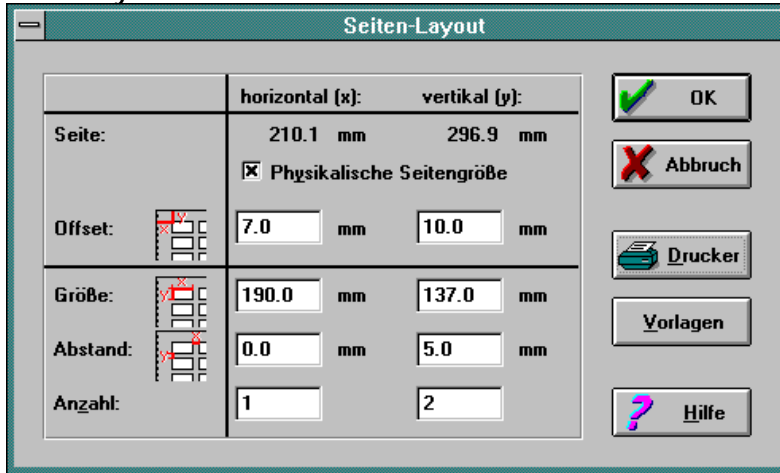 Seiten-Layout
horizontal (x): vertikal (y):
Seite: 210.1 mm 296.9 mm
Physikalische Seitengröße
Offset: 7.0 mm 10.0 mm
Größe: 190.0 mm 137.0 mm
Abstand: 0.0 mm 5.0 mm
Anzahl: 1 2
OK
Abbruch
Drucker
Vorlagen
Hilfe